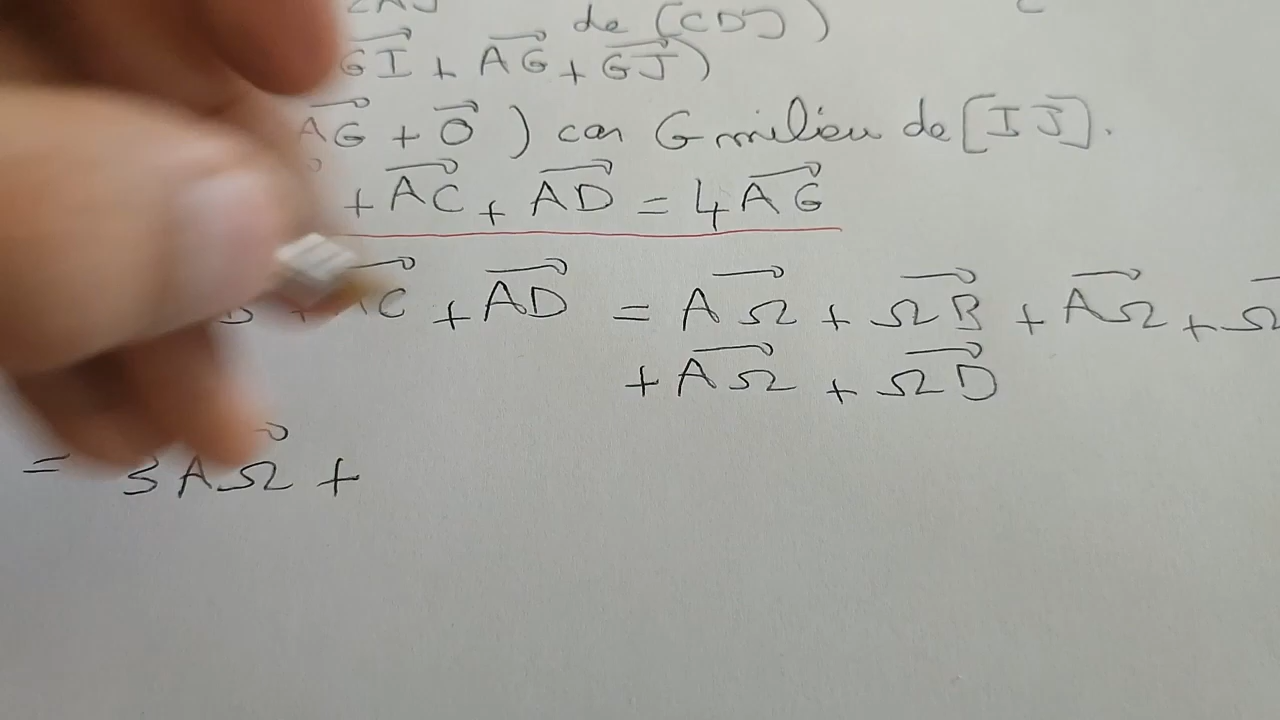 de [CD])
GI + AG + GJ)
AG + O) car G milieu de [IJ].
+ AC + AD = 4AG
B + AC + AD = AΩ + ΩB + AΩ + Ω
+ AΩ + ΩD
= 3AΩ +